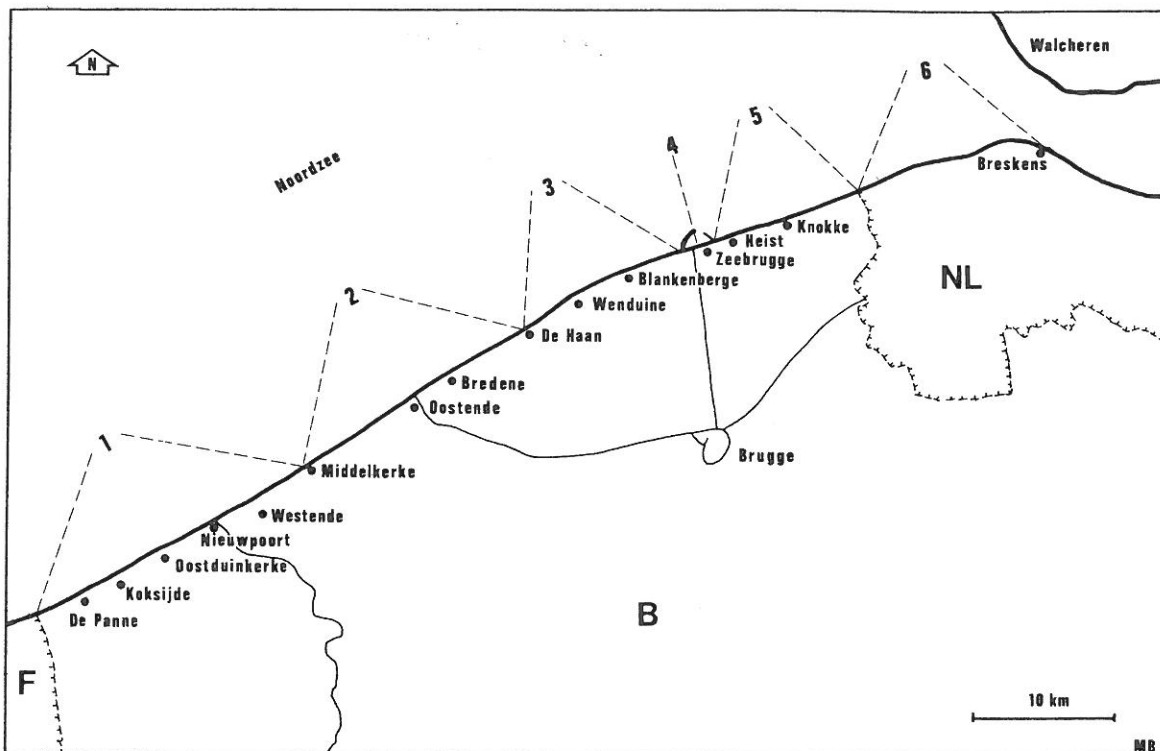 Walcheren
N
6
5
4
Breskens
Noordzee
3
Knokke
Heist
Zeebrugge
Blankenberge
NL
2
Wenduine
De Haan
Bredene
Oostende
1
Brugge
Middelkerke
Westende
Nieuwpoort
Oostduinkerke
Koksijde
De Panne
B
F
10 km
MB